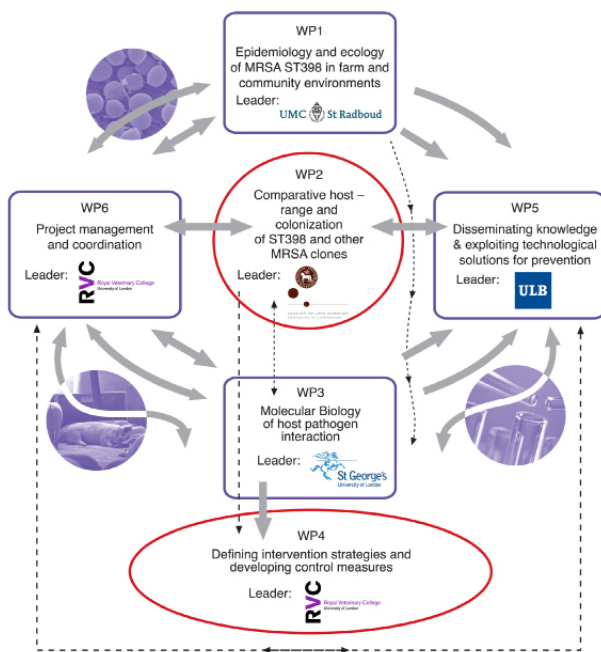 WP1
Epidemiology and ecology
of MRSA ST398 in farm and
community environments
Leader:
UMC St Radboud
WP2
Comparative host –
range and
colonization
of ST398 and other
MRSA clones
Leader:
WP6
Project management
and coordination
Leader:
RVC
Royal Veterinary College
University of London
WP5
Disseminating knowledge
& exploiting technological
solutions for prevention
Leader:
ULB
WP3
Molecular Biology
of host pathogen
interaction
Leader:
St George's
University of London
WP4
Defining intervention strategies and
developing control measures
Leader:
RVC
Royal Veterinary College
University of London